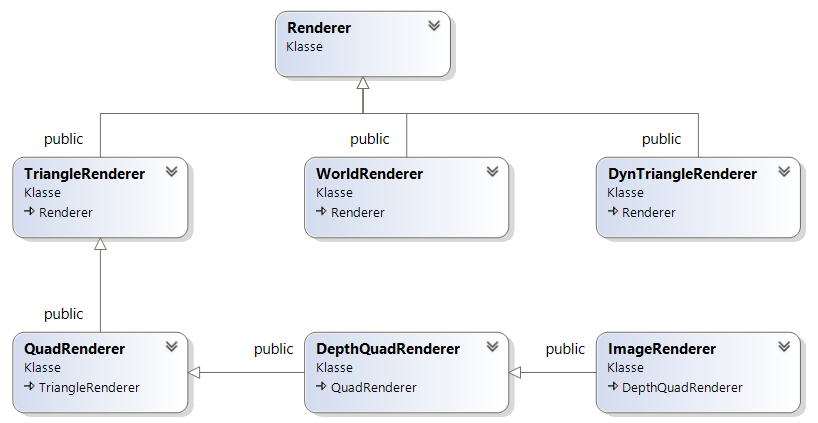 Renderer
Klasse
public
public
public
TriangleRenderer
Klasse
Renderer
WorldRenderer
Klasse
Renderer
DynTriangleRenderer
Klasse
Renderer
public
QuadRenderer
Klasse
TriangleRenderer
public
DepthQuadRenderer
Klasse
QuadRenderer
public
ImageRenderer
Klasse
DepthQuadRenderer